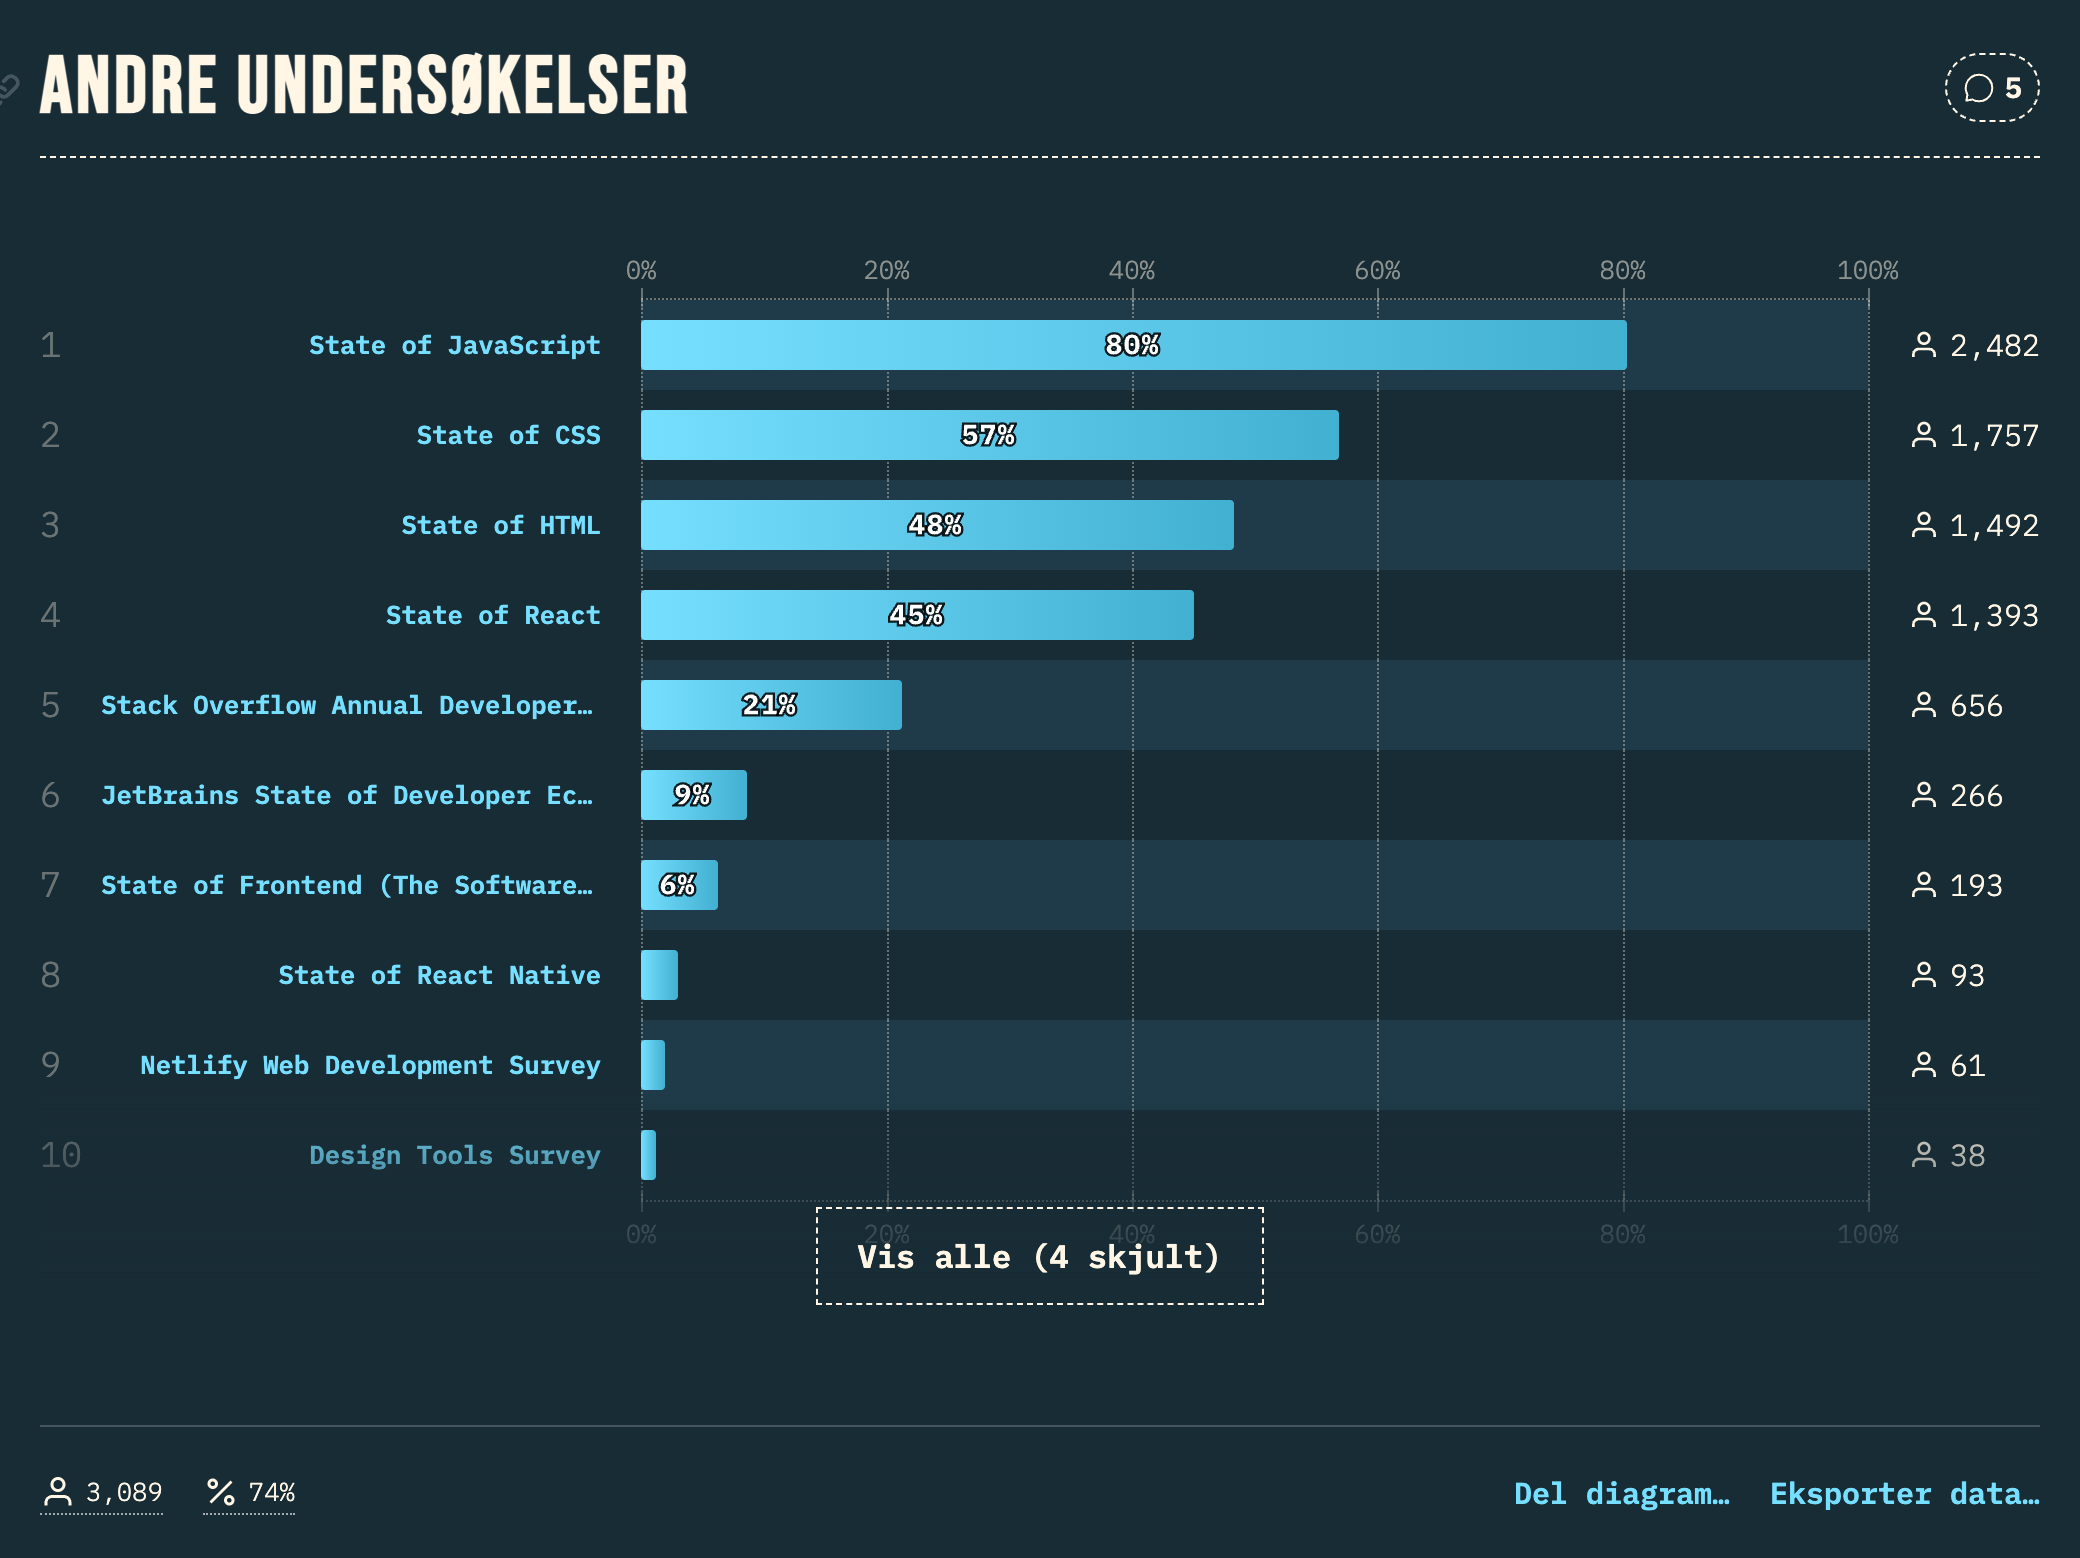 ANDRE UNDERSØKELSER
5
0% 20% 40% 60% 80% 100%
1 State of JavaScript 80% 2,482
2 State of CSS 57% 1,757
3 State of HTML 48% 1,492
4 State of React 45% 1,393
5 Stack Overflow Annual Developer… 21% 656
6 JetBrains State of Developer Ec… 9% 266
7 State of Frontend (The Software… 6% 193
8 State of React Native 93
9 Netlify Web Development Survey 61
10 Design Tools Survey 38
0% 20% 40% 60% 80% 100%
Vis alle (4 skjult)
3,089 % 74% Del diagram… Eksporter data…